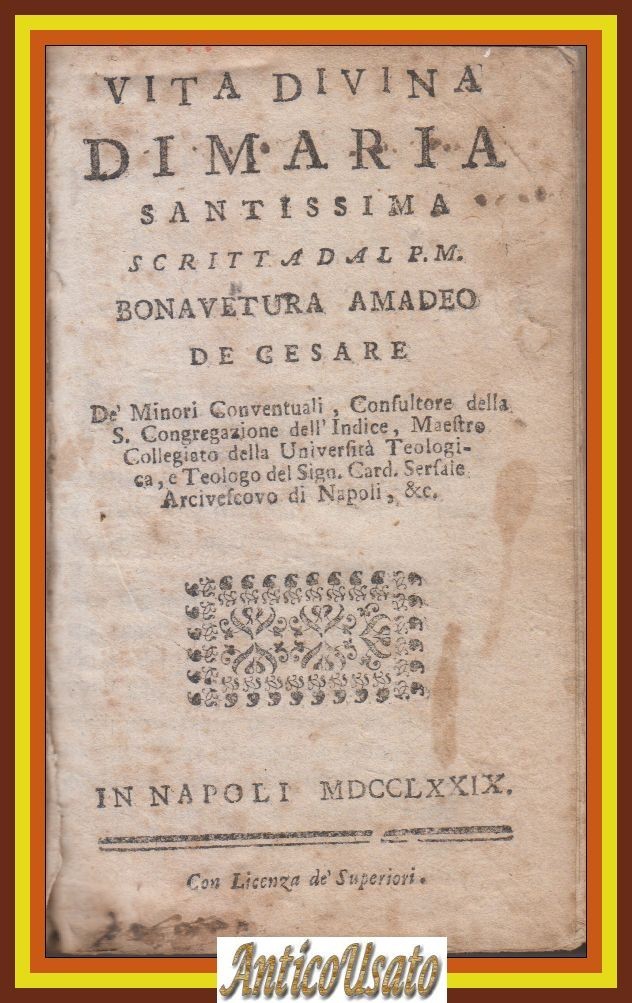 VITA DIVINA
DI MARIA
SANTISSIMA
SCRITTA DAL P.M.
BONAVETURA AMADEO
DE CESARE
De' Minori Conventuali, Consultore della
S. Congregazione dell' Indice, Maestro
Collegiato della Università Teologi-
ca, e Teologo del Sign. Card. Sersale
Arcivescovo di Napoli, &c.
IN NAPOLI MDCCLXXIX.
Con Licenza de' Superiori.
AnticoUsato